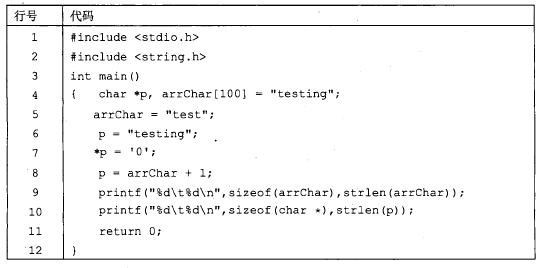 行号 代码
1 #include <stdio.h>
2 #include <string.h>
3 int main()
4 { char *p, arrChar[100] = "testing";
5 arrChar = "test";
6 p = "testing";
7 *p = '0';
8 p = arrChar + 1;
9 printf("%d\t%d\n",sizeof(arrChar),strlen(arrChar));
10 printf("%d\t%d\n",sizeof(char *),strlen(p));
11 return 0;
12 }